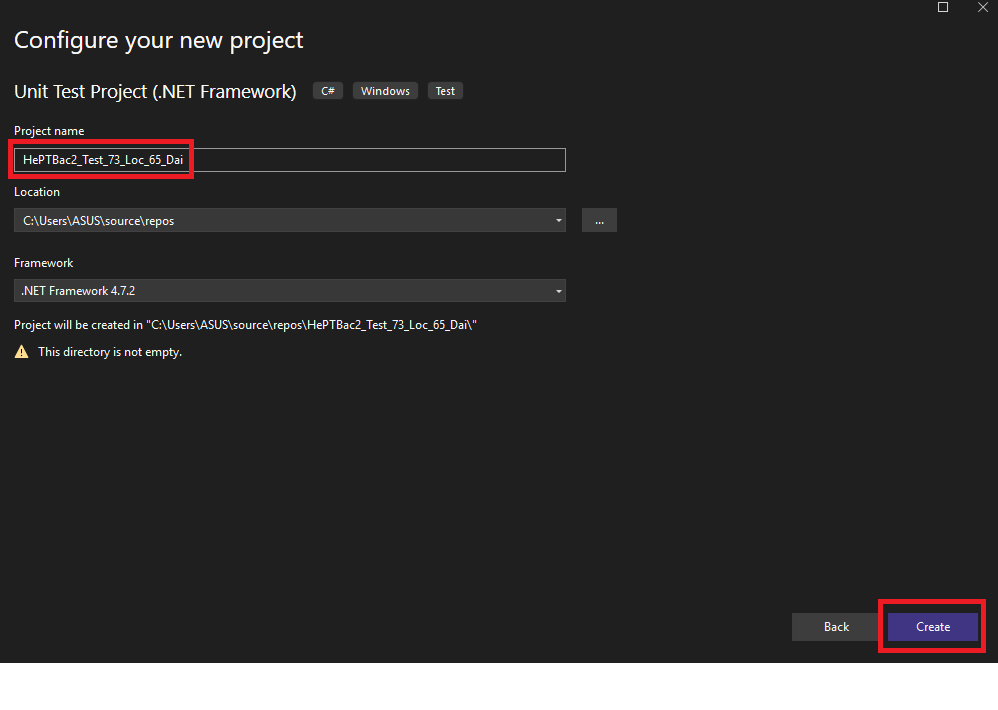 Configure your new project
Unit Test Project (.NET Framework) C# Windows Test
Project name
HePTBac2_Test_73_Loc_65_Dai
Location
C:\Users\ASUS\source\repos ...
Framework
.NET Framework 4.7.2
Project will be created in "C:\Users\ASUS\source\repos\HePTBac2_Test_73_Loc_65_Dai\"
This directory is not empty.
Back Create